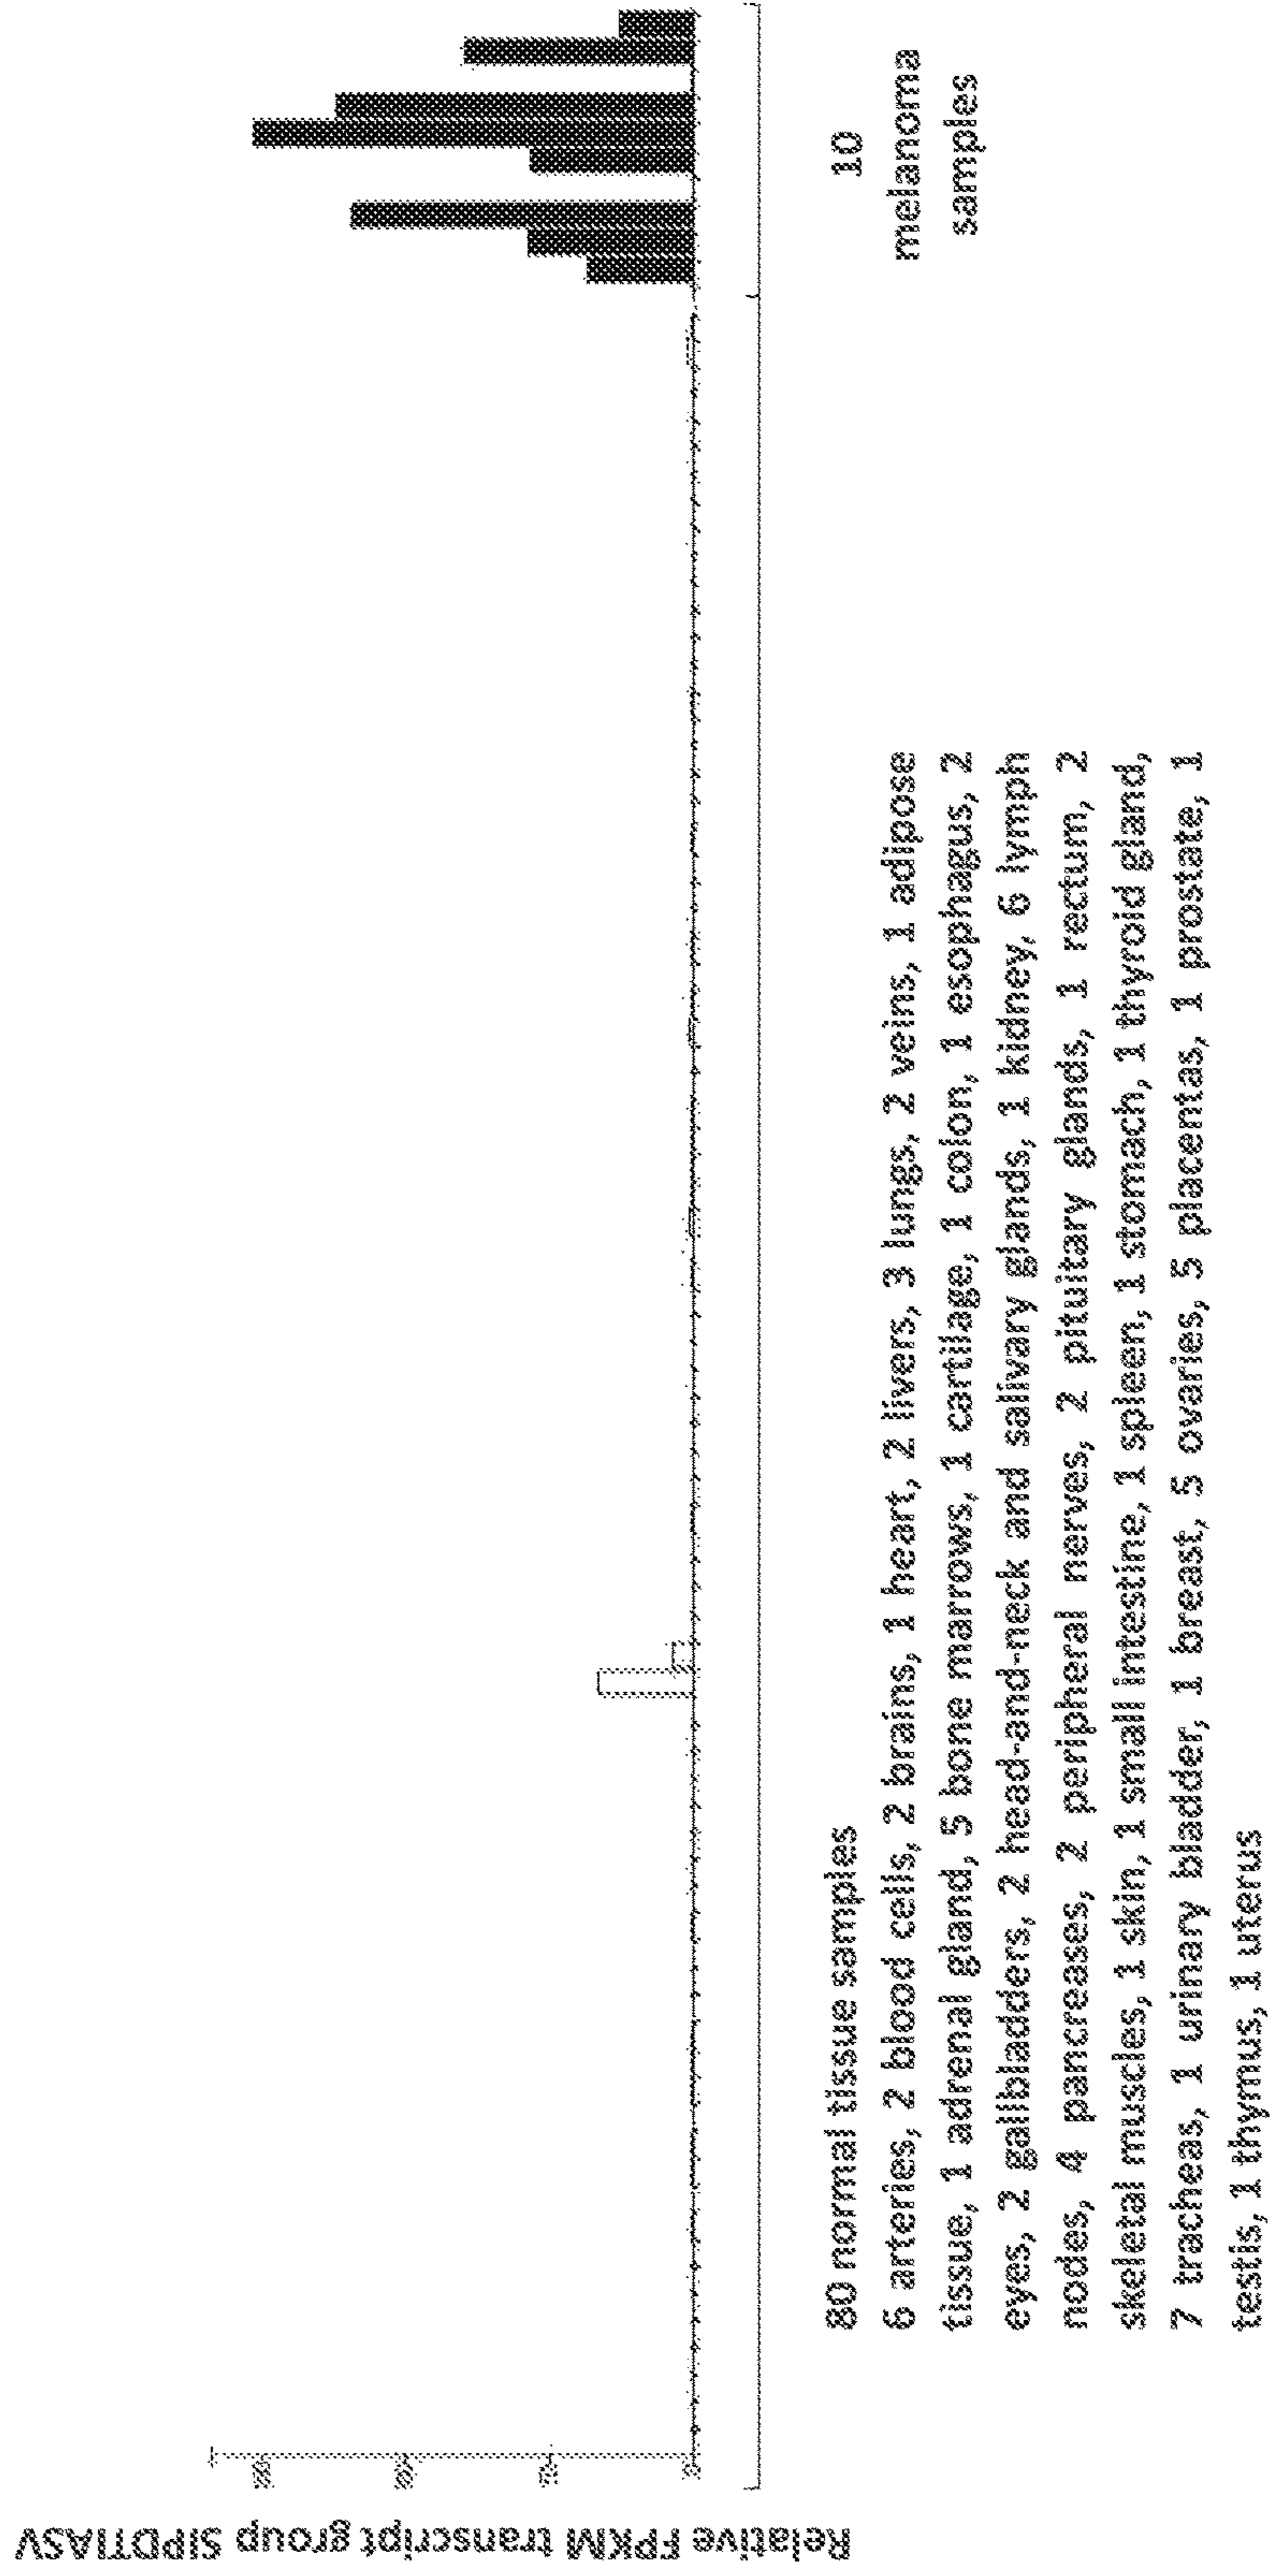 Relative FPKM transcript group SIPDTIASV
80 normal tissue samples
6 arteries, 2 blood cells, 2 brains, 1 heart, 2 livers, 3 lungs, 2 veins, 1 adipose
tissue, 1 adrenal gland, 5 bone marrows, 1 cartilage, 1 colon, 1 esophagus, 2
eyes, 2 gallbladders, 2 head-and-neck and salivary glands, 1 kidney, 6 lymph
nodes, 4 pancreases, 2 peripheral nerves, 2 pituitary glands, 1 rectum, 2
skeletal muscles, 1 skin, 1 small intestine, 1 spleen, 1 stomach, 1 thyroid gland,
7 tracheas, 1 urinary bladder, 1 breast, 5 ovaries, 5 placentas, 1 prostate, 1
testis, 1 thymus, 1 uterus
10
melanoma
samples